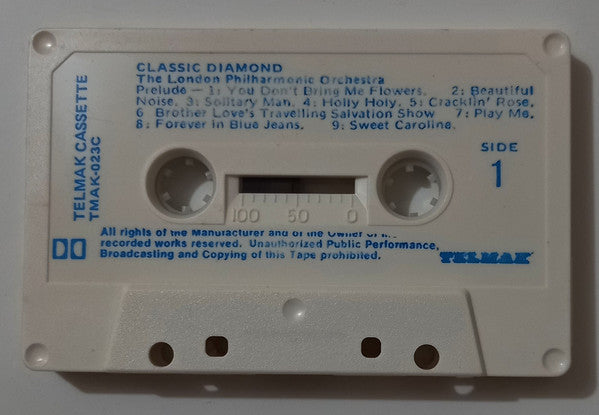 CLASSIC DIAMOND
The London Philharmonic Orchestra
Prelude — 1: You Don't Bring Me Flowers. 2: Beautiful
Noise. 3: Solitary Man. 4: Holly Holy. 5: Cracklin' Rose.
6 Brother Love's Travelling Salvation Show 7: Play Me.
8: Forever in Blue Jeans. 9: Sweet Caroline.
TELMAK CASSETTE
TMAK-023C
SIDE
1
100 50 0
All rights of the Manufacturer and of the Owner of the
recorded works reserved. Unauthorized Public Performance,
Broadcasting and Copying of this Tape prohibited.
TELMAK